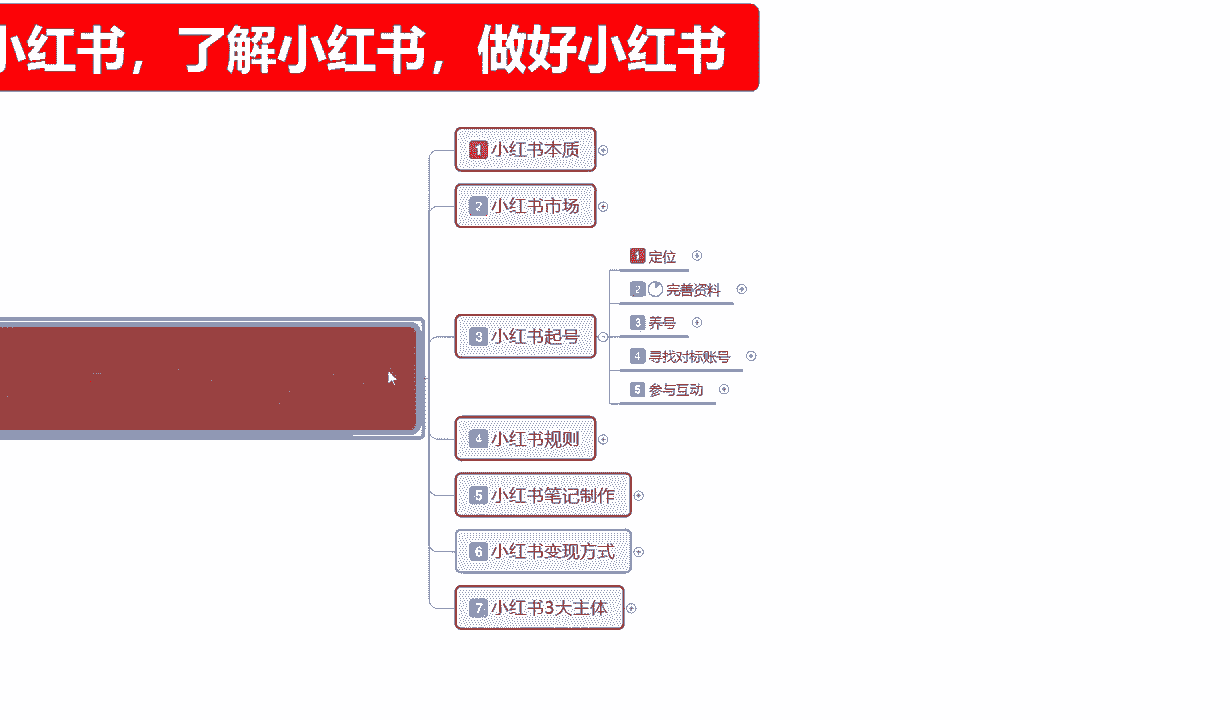 小红书，了解小红书，做好小红书
1 小红书本质
2 小红书市场
3 小红书起号
1 定位
2 完善资料
3 养号
4 寻找对标账号
5 参与互动
4 小红书规则
5 小红书笔记制作
6 小红书变现方式
7 小红书3大主体